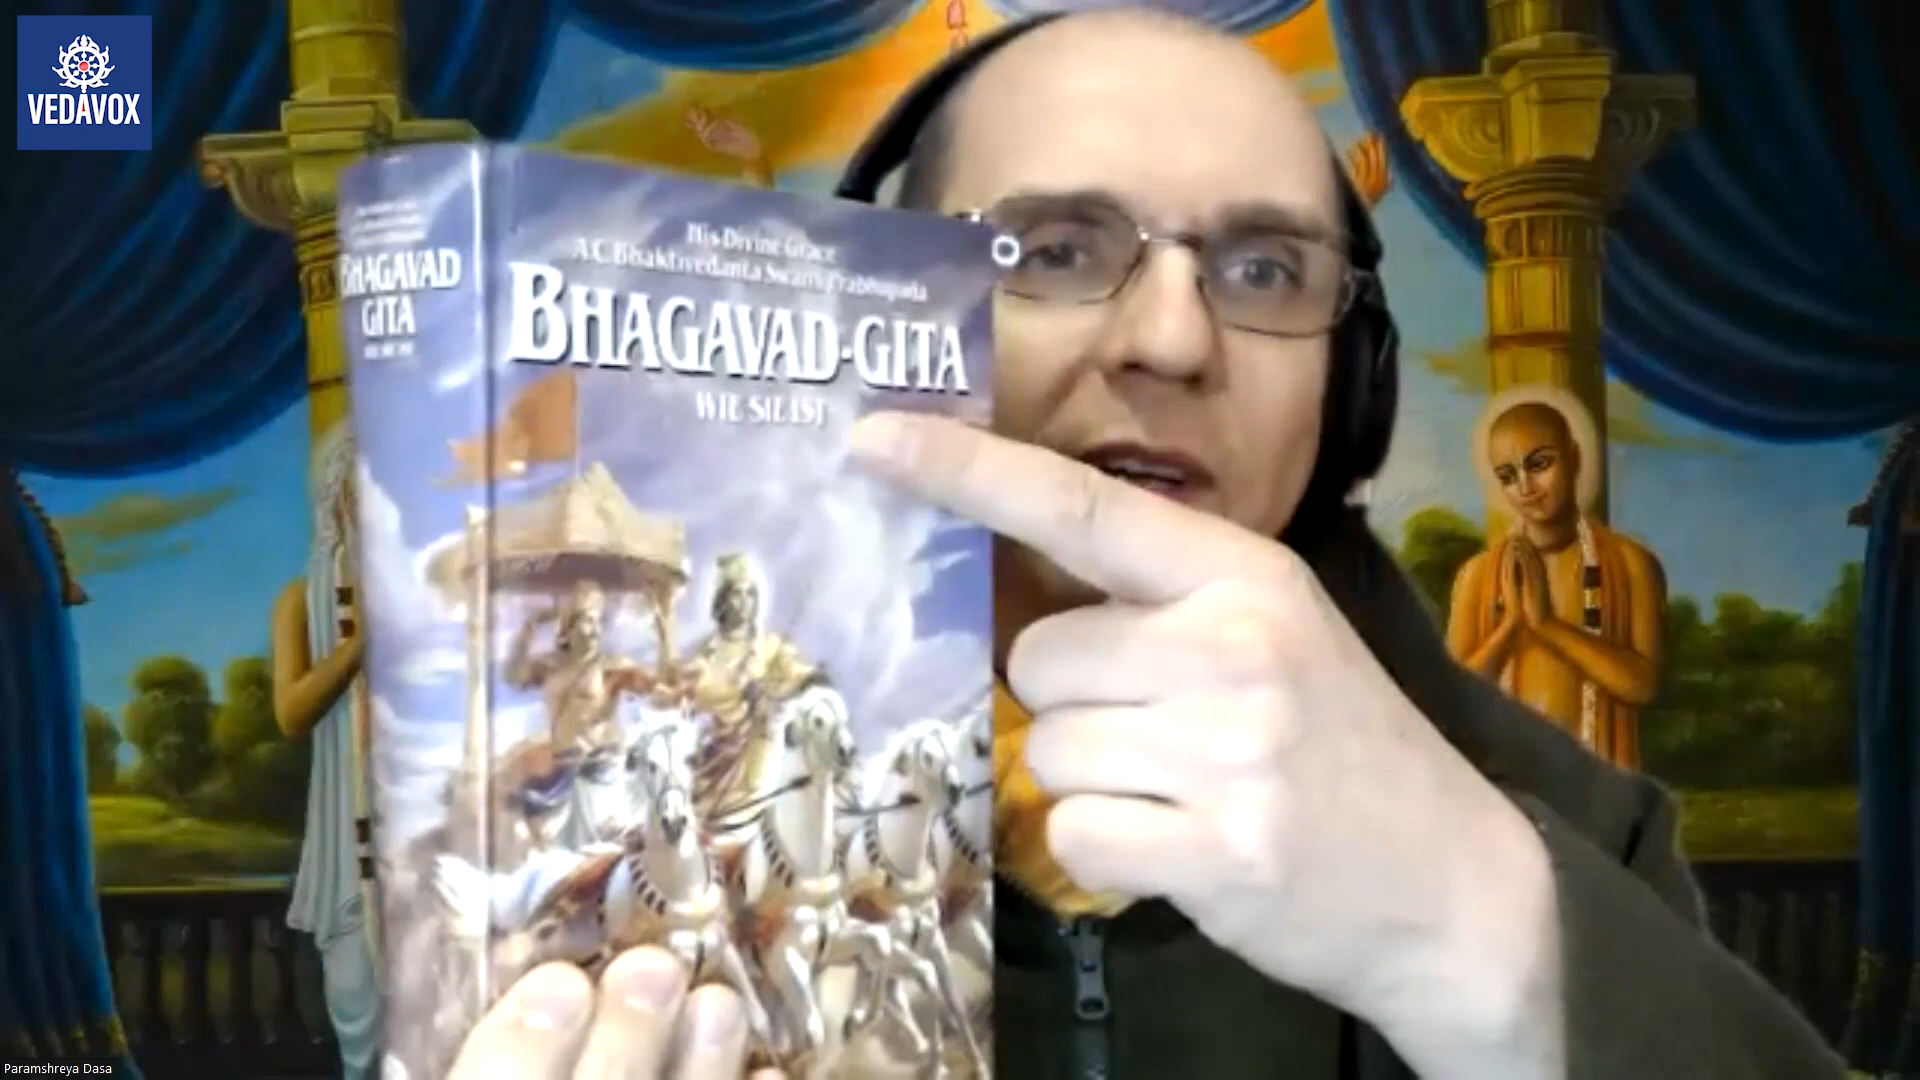 VEDAVOX
BHAGAVAD
GITA
His Divine Grace
A.C. Bhaktivedanta Swami Prabhupada
BHAGAVAD-GITA
WIE SIE IST
Paramshreya Dasa